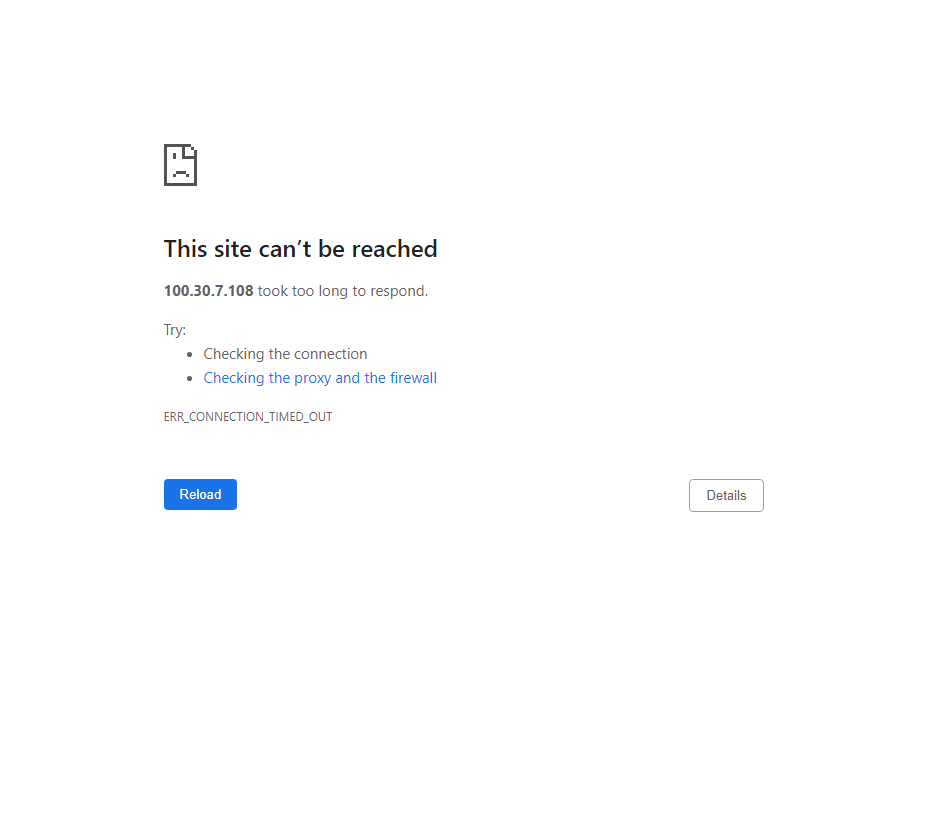 This site can’t be reached
100.30.7.108 took too long to respond.
Try:
Checking the connection
Checking the proxy and the firewall
ERR_CONNECTION_TIMED_OUT
Reload
Details